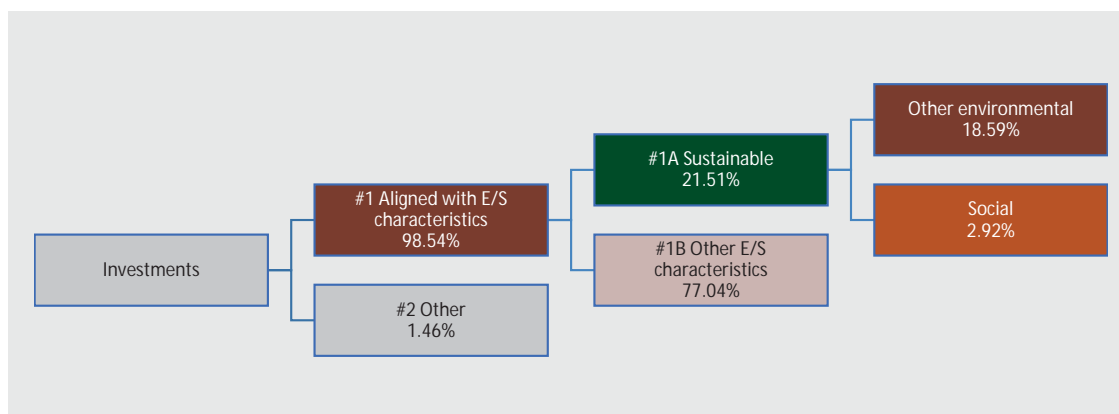 Investments
#1 Aligned with E/S
characteristics
98.54%
#2 Other
1.46%
#1A Sustainable
21.51%
#1B Other E/S
characteristics
77.04%
Other environmental
18.59%
Social
2.92%